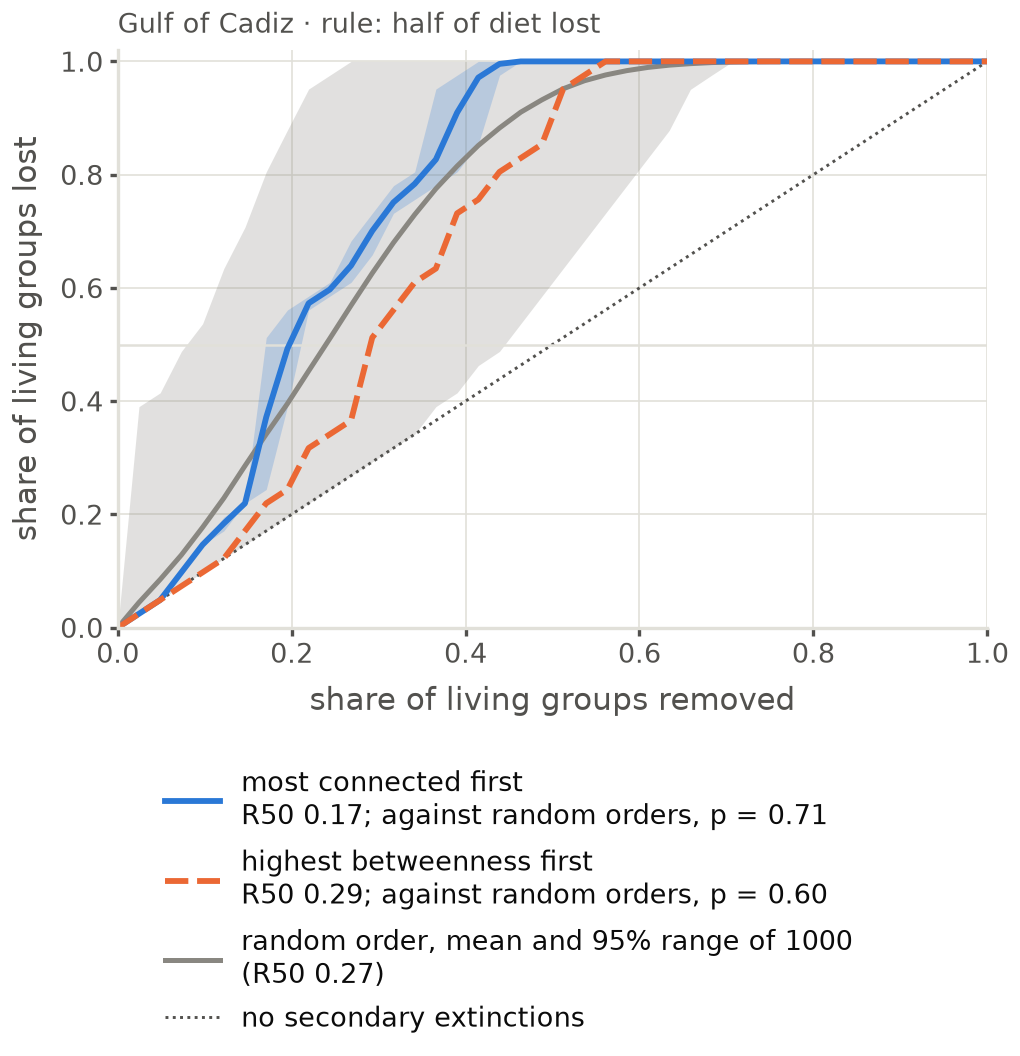 Gulf of Cadiz · rule: half of diet lost
1.0
0.8
0.6
0.4
0.2
0.0
share of living groups lost
0.0 0.2 0.4 0.6 0.8 1.0
share of living groups removed
most connected first
R50 0.17; against random orders, p = 0.71
highest betweenness first
R50 0.29; against random orders, p = 0.60
random order, mean and 95% range of 1000
(R50 0.27)
no secondary extinctions